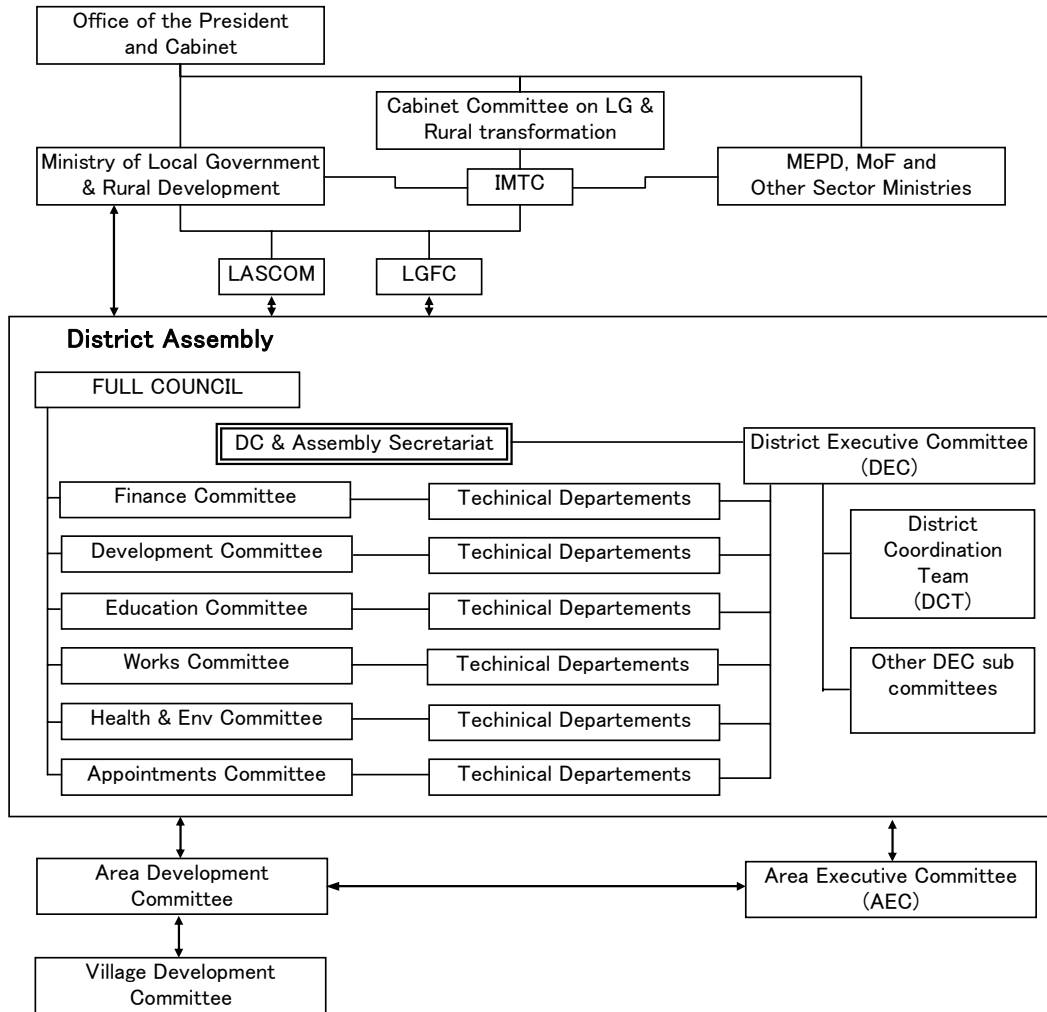 Office of the President
and Cabinet
Cabinet Committee on LG &
Rural transformation
Ministry of Local Government
& Rural Development
IMTC
MEPD, MoF and
Other Sector Ministries
LASCOM
LGFC
District Assembly
FULL COUNCIL
DC & Assembly Secretariat
District Executive Committee
(DEC)
Finance Committee
Techinical Departements
Development Committee
Techinical Departements
Education Committee
Techinical Departements
Works Committee
Techinical Departements
Health & Env Committee
Techinical Departements
Appointments Committee
Techinical Departements
District
Coordination
Team
(DCT)
Other DEC sub
committees
Area Development
Committee
Area Executive Committee
(AEC)
Village Development
Committee